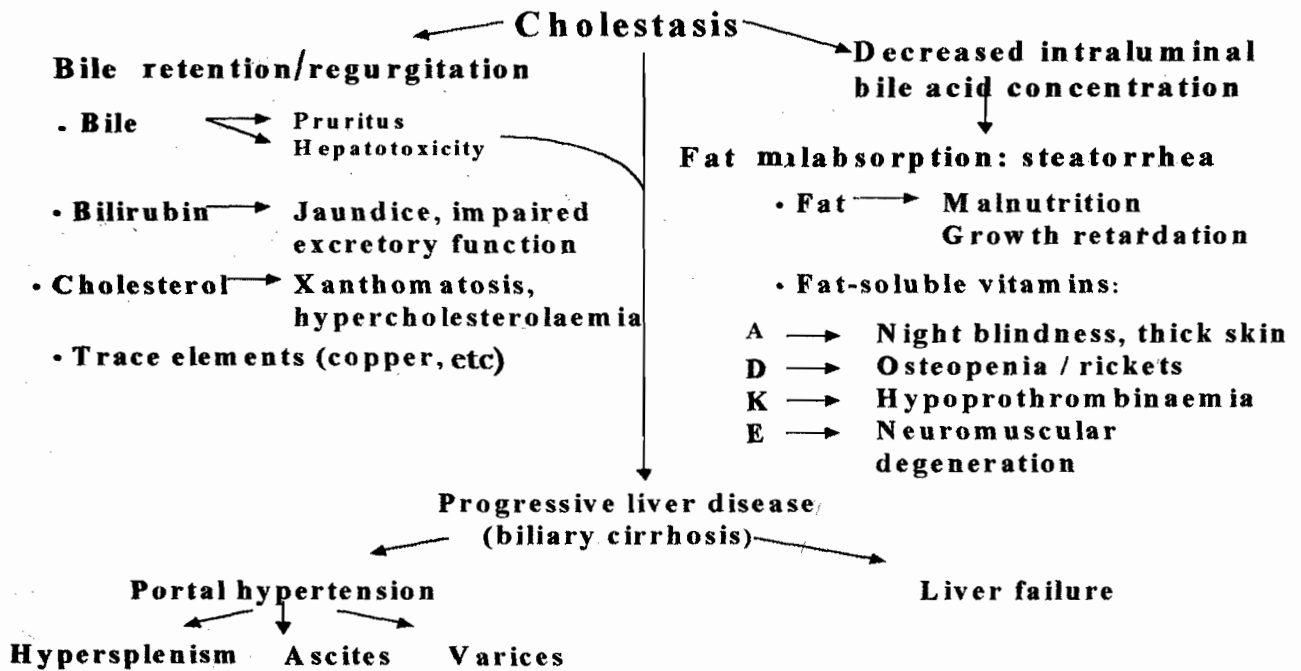 Cholestasis
Bile retention/regurgitation
. Bile
Pruritus
Hepatotoxicity
• Bilirubin
Jaundice, impaired
excretory function
• Cholesterol
Xanthomatosis,
hypercholesterolaemia
• Trace elements (copper, etc)
Decreased intraluminal
bile acid concentration
Fat malabsorption: steatorrhea
• Fat
Malnutrition
Growth retardation
• Fat-soluble vitamins:
A
Night blindness, thick skin
D
Osteopenia / rickets
K
Hypoprothrombinaemia
E
Neuromuscular
degeneration
Progressive liver disease
(biliary cirrhosis)
Portal hypertension
Liver failure
Hypersplenism
Ascites
Varices